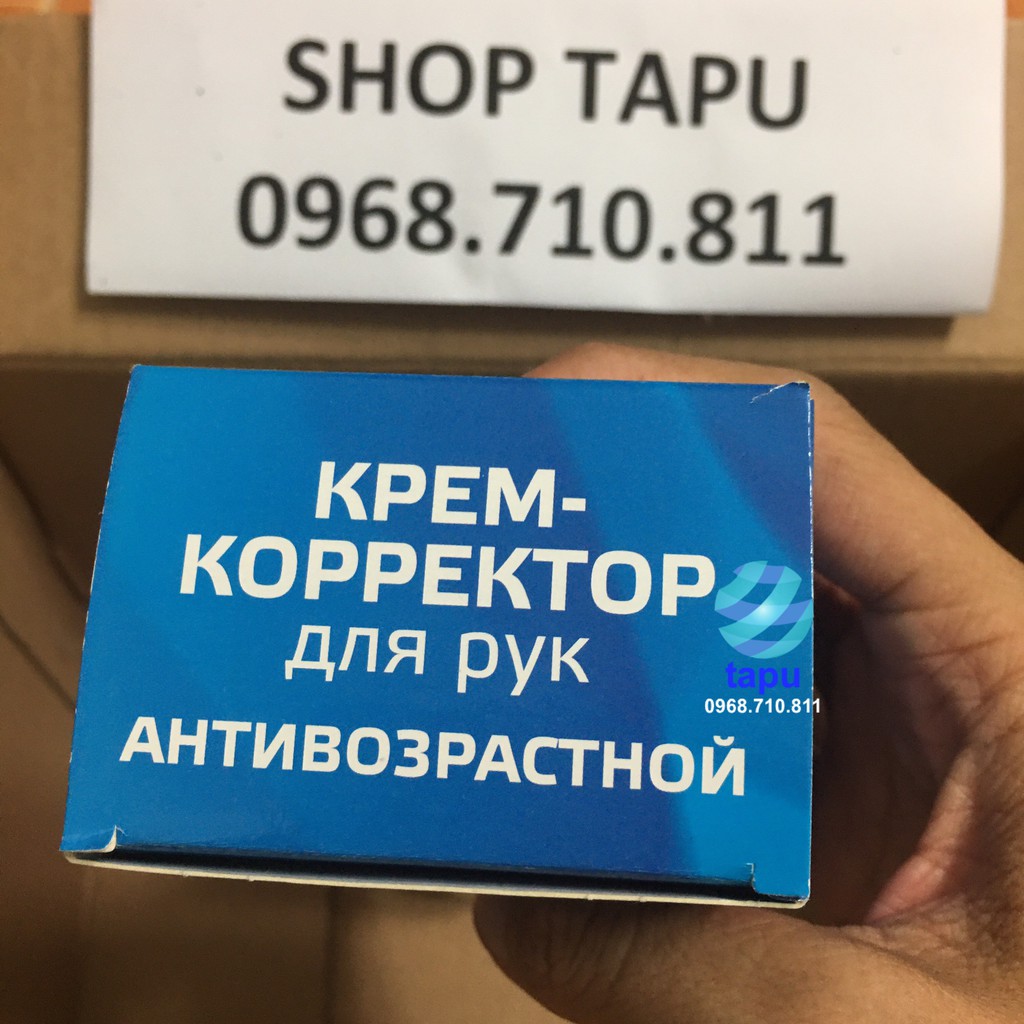 SHOP TAPU
0968.710.811
КРЕМ-
КОРРЕКТОР
для рук
АНТИВОЗРАСТНОЙ
tapu
0968.710.811